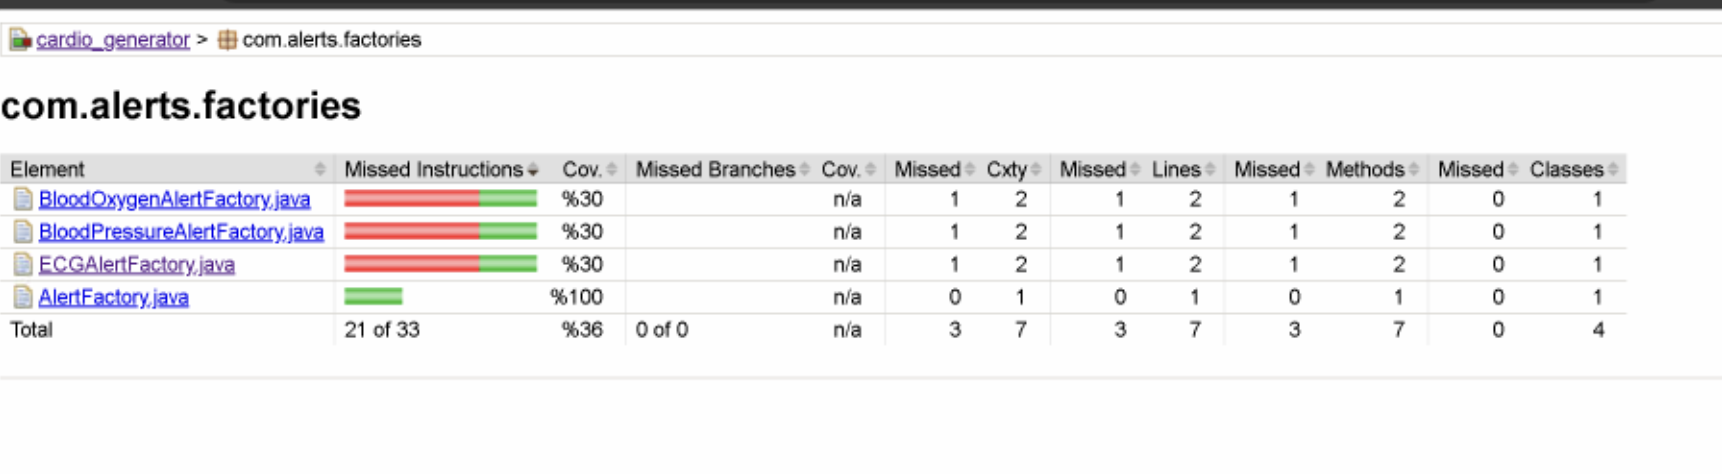 cardio_generator > com.alerts.factories
com.alerts.factories
Element Missed Instructions Cov. Missed Branches Cov. Missed Cxty Missed Lines Missed Methods Missed Classes
BloodOxygenAlertFactory.java %30 n/a 1 2 1 2 1 2 0 1
BloodPressureAlertFactory.java %30 n/a 1 2 1 2 1 2 0 1
ECGAlertFactory.java %30 n/a 1 2 1 2 1 2 0 1
AlertFactory.java %100 n/a 0 1 0 1 0 1 0 1
Total 21 of 33 %36 0 of 0 n/a 3 7 3 7 3 7 0 4